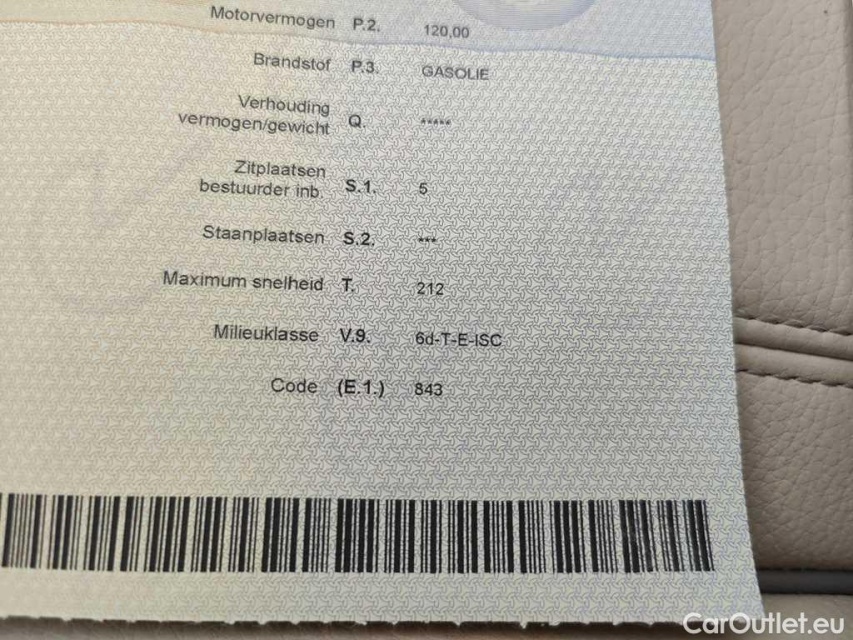 Motorvermogen P.2. 120,00
Brandstof P.3. GASOLIE
Verhouding
vermogen/gewicht Q. *****
Zitplaatsen
bestuurder inb. S.1. 5
Staanplaatsen S.2. ***
Maximum snelheid T. 212
Milieuklasse V.9. 6d-T-E-ISC
Code (E.1.) 843
CarOutlet.eu